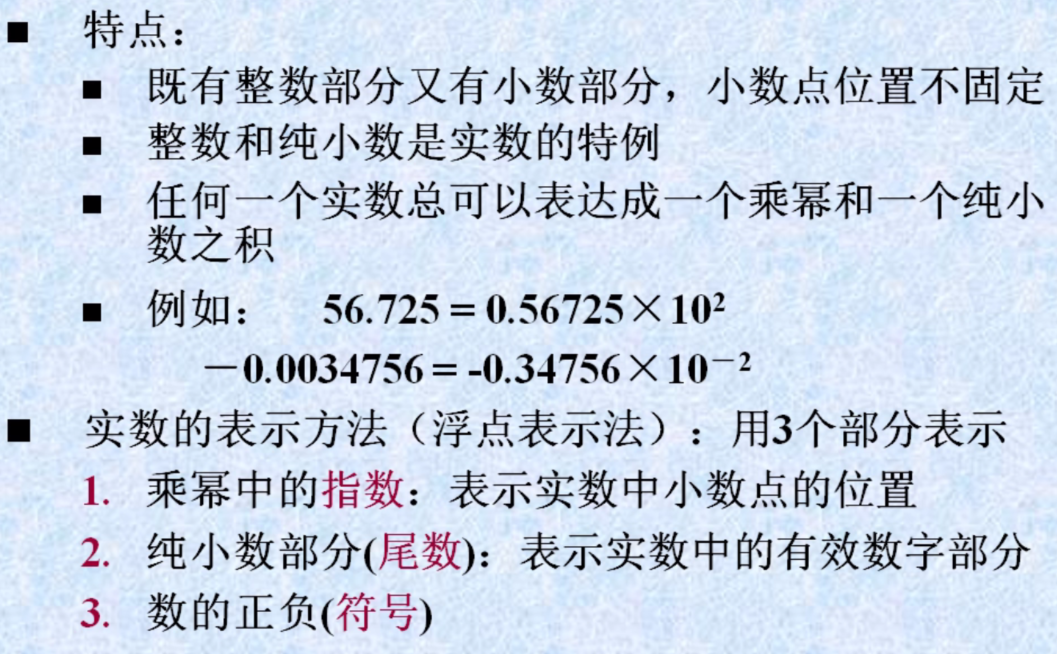 ■ 特点：
■ 既有整数部分又有小数部分，小数点位置不固定
■ 整数和纯小数是实数的特例
■ 任何一个实数总可以表达成一个乘幂和一个纯小
数之积
■ 例如： 56.725 = 0.56725×10²
－0.0034756 = -0.34756×10⁻²
■ 实数的表示方法（浮点表示法）：用3个部分表示
1. 乘幂中的指数：表示实数中小数点的位置
2. 纯小数部分(尾数)：表示实数中的有效数字部分
3. 数的正负(符号)